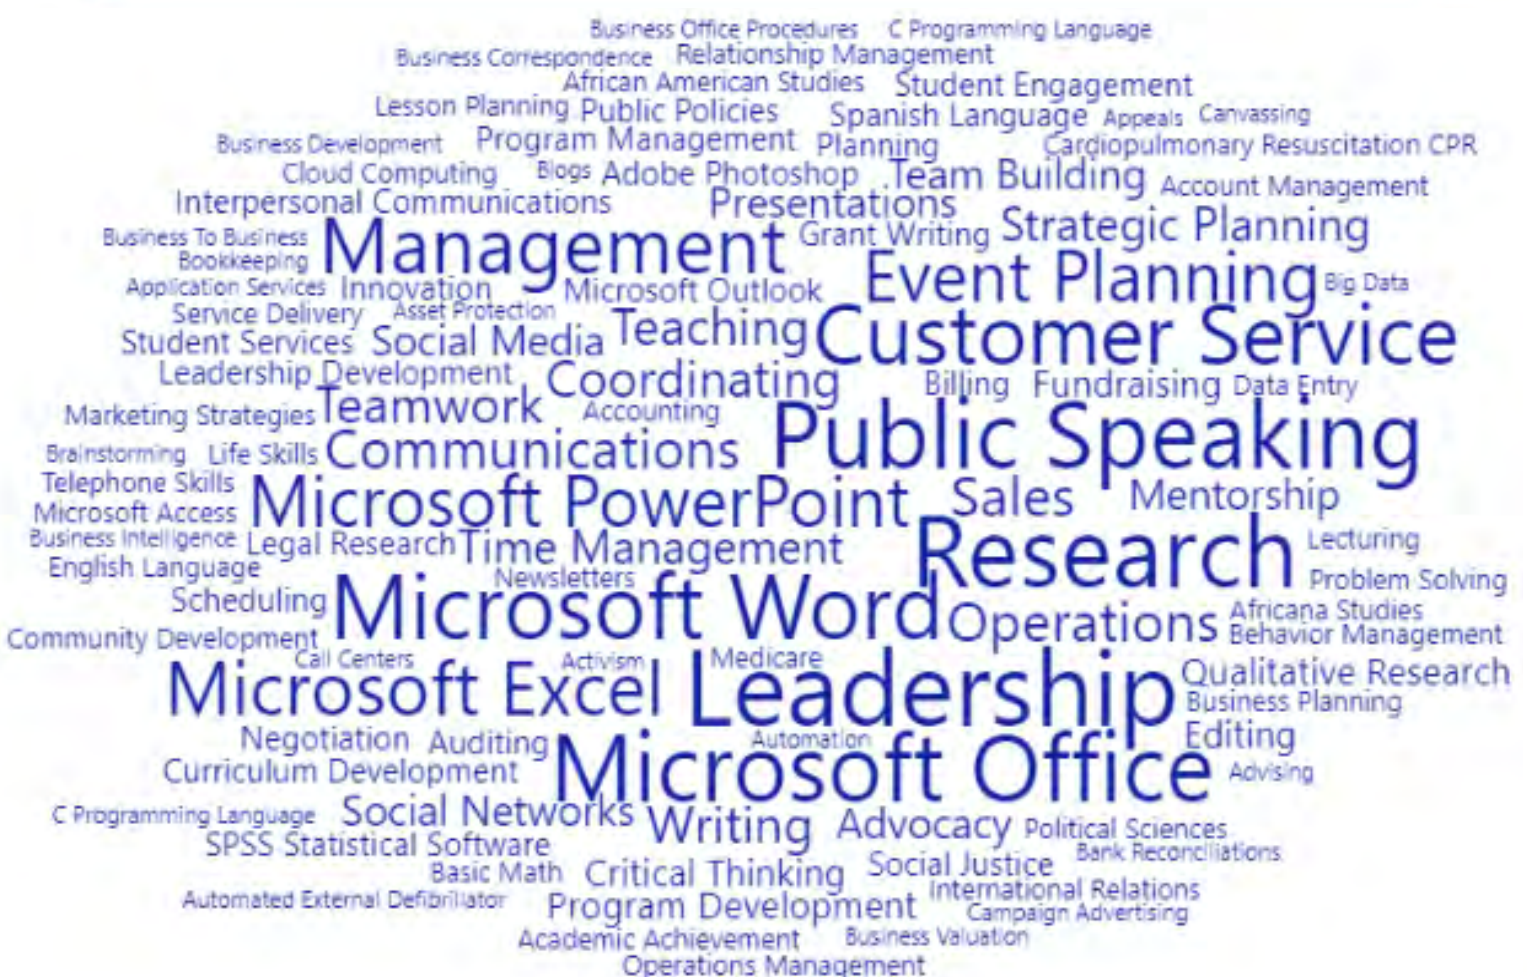 Business Office Procedures C Programming Language
Business Correspondence Relationship Management
African American Studies Student Engagement
Lesson Planning Public Policies Spanish Language Appeals Canvassing
Business Development Program Management Planning Cardiopulmonary Resuscitation CPR
Cloud Computing Blogs Adobe Photoshop Team Building Account Management
Interpersonal Communications Presentations
Business To Business Management Grant Writing Strategic Planning
Bookkeeping Event Planning Big Data
Application Services Innovation Microsoft Outlook
Service Delivery Asset Protection Teaching Customer Service
Student Services Social Media
Leadership Development Coordinating Billing Fundraising Data Entry
Marketing Strategies Teamwork Accounting Public Speaking
Brainstorming Life Skills Communications
Telephone Skills Microsoft PowerPoint Sales Mentorship
Microsoft Access
Business Intelligence Legal Research Time Management Research Lecturing
English Language Newsletters Problem Solving
Scheduling Microsoft Word Operations Africana Studies
Community Development Behavior Management
Call Centers Activism Medicare
Microsoft Excel Leadership Qualitative Research
Business Planning
Negotiation Auditing Automation Editing
Curriculum Development Microsoft Office Advising
C Programming Language Social Networks Writing Advocacy Political Sciences
SPSS Statistical Software Bank Reconciliations
Basic Math Critical Thinking Social Justice
Automated External Defibrillator Program Development International Relations
Campaign Advertising
Academic Achievement Business Valuation
Operations Management